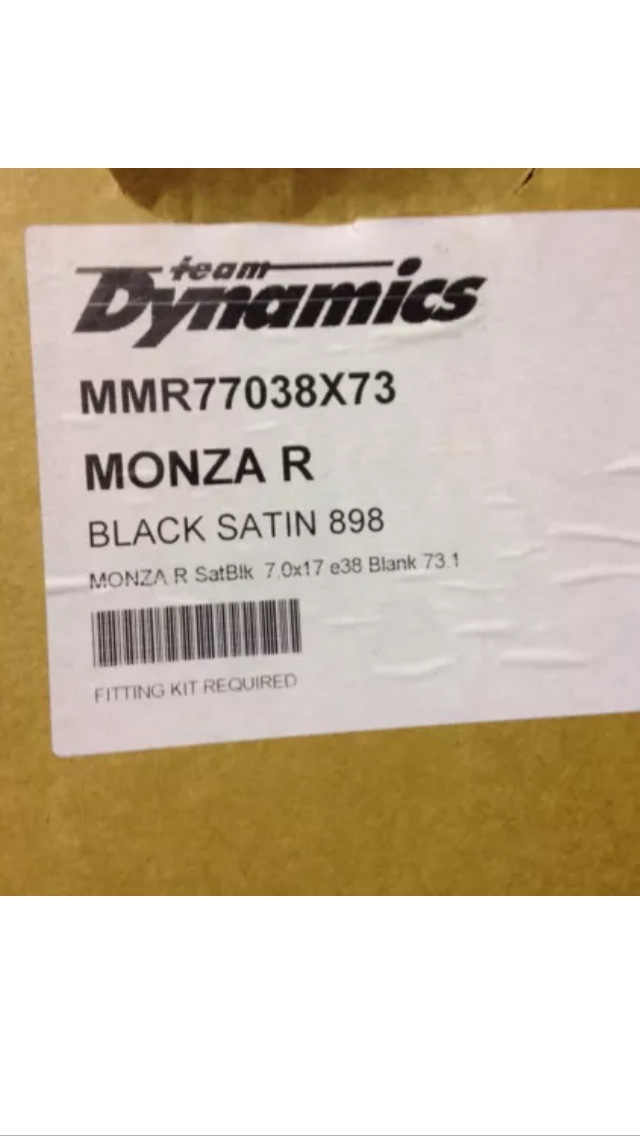 team
Dynamics
MMR77038X73
MONZA R
BLACK SATIN 898
MONZA R SatBlk 7.0x17 e38 Blank 73.1
FITTING KIT REQUIRED